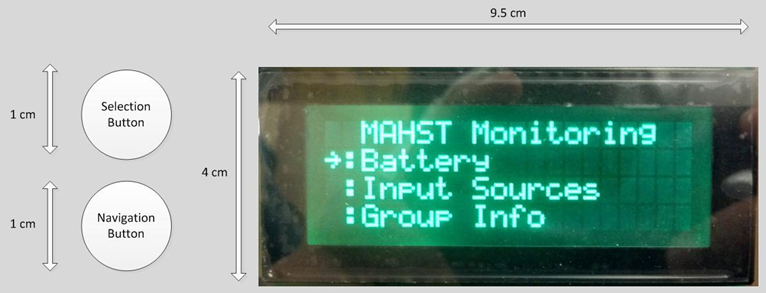 9.5 cm
1 cm
Selection
Button
4 cm
1 cm
Navigation
Button
MAHST Monitoring
→:Battery
:Input Sources
:Group Info